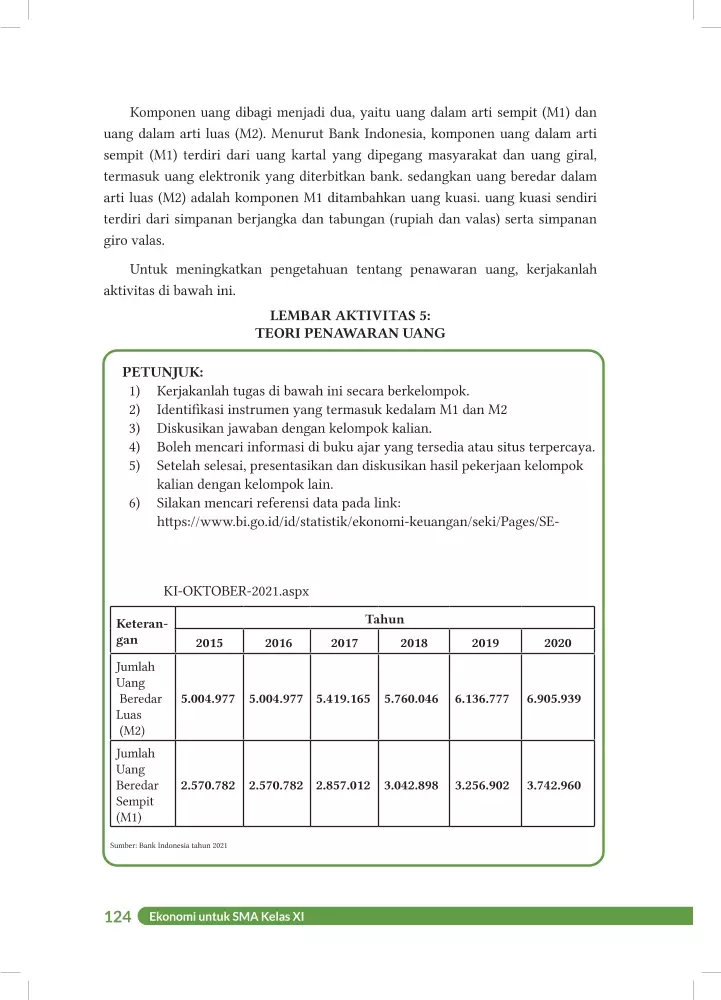 Komponen uang dibagi menjadi dua, yaitu uang dalam arti sempit (M1) dan
uang dalam arti luas (M2). Menurut Bank Indonesia, komponen uang dalam arti
sempit (M1) terdiri dari uang kartal yang dipegang masyarakat dan uang giral,
termasuk uang elektronik yang diterbitkan bank. sedangkan uang beredar dalam
arti luas (M2) adalah komponen M1 ditambahkan uang kuasi. uang kuasi sendiri
terdiri dari simpanan berjangka dan tabungan (rupiah dan valas) serta simpanan
giro valas.
Untuk meningkatkan pengetahuan tentang penawaran uang, kerjakanlah
aktivitas di bawah ini.
LEMBAR AKTIVITAS 5:
TEORI PENAWARAN UANG
PETUNJUK:
1) Kerjakanlah tugas di bawah ini secara berkelompok.
2) Identifikasi instrumen yang termasuk kedalam M1 dan M2
3) Diskusikan jawaban dengan kelompok kalian.
4) Boleh mencari informasi di buku ajar yang tersedia atau situs terpercaya.
5) Setelah selesai, presentasikan dan diskusikan hasil pekerjaan kelompok
kalian dengan kelompok lain.
6) Silakan mencari referensi data pada link:
https://www.bi.go.id/id/statistik/ekonomi-keuangan/seki/Pages/SE-
KI-OKTOBER-2021.aspx
Keteran-
gan
Tahun
2015 2016 2017 2018 2019 2020
Jumlah
Uang
Beredar
Luas
(M2)
5.004.977 5.004.977 5.419.165 5.760.046 6.136.777 6.905.939
Jumlah
Uang
Beredar
Sempit
(M1)
2.570.782 2.570.782 2.857.012 3.042.898 3.256.902 3.742.960
Sumber: Bank Indonesia tahun 2021
124 Ekonomi untuk SMA Kelas XI